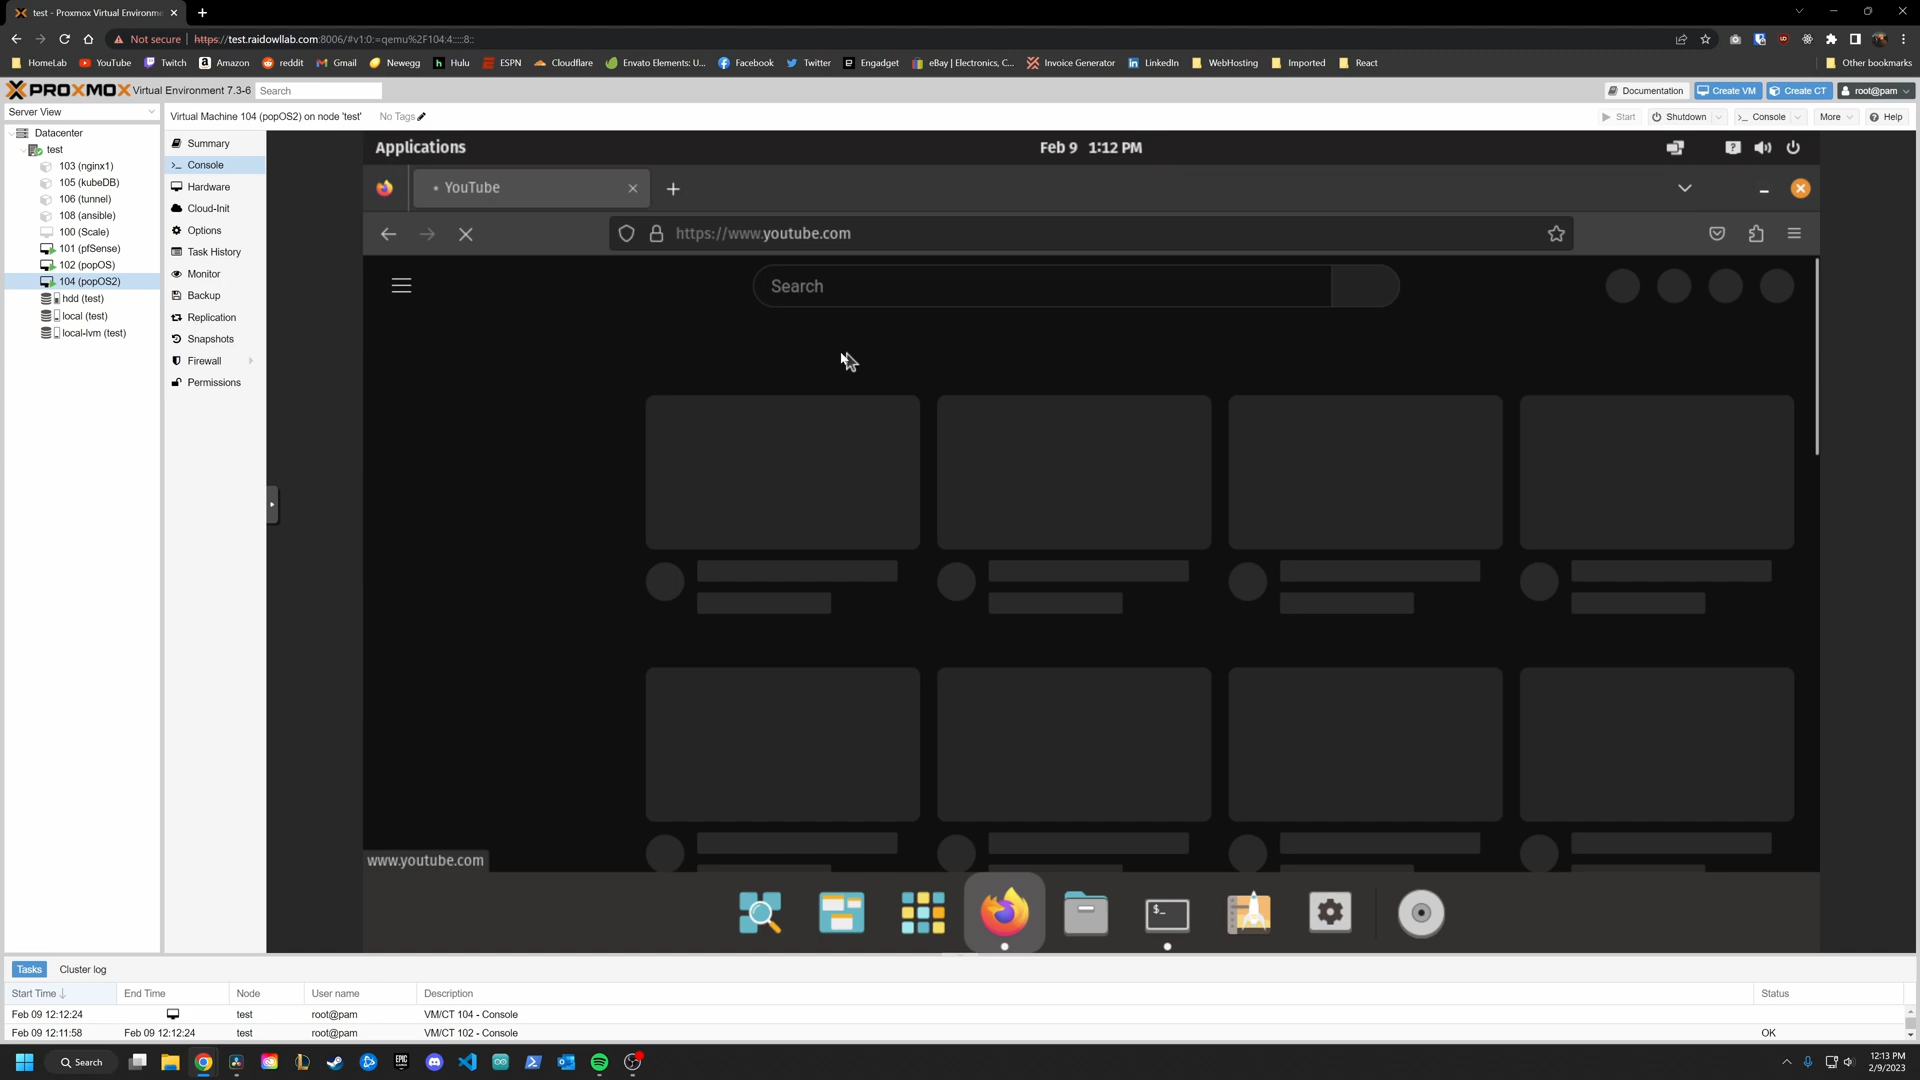 test - Proxmox Virtual Environm
Not secure
https://test.raidowllab.com:8006/#v1:0:=qemu%2F104:4:::::8::
HomeLab
YouTube
Twitch
Amazon
reddit
Gmail
Newegg
Hulu
ESPN
Cloudflare
Envato Elements: U...
Facebook
Twitter
Engadget
eBay | Electronics, C...
Invoice Generator
LinkedIn
WebHosting
Imported
React
Other bookmarks
PROXMOX Virtual Environment 7.3-6
Search
Documentation
Create VM
Create CT
root@pam
Server View
Virtual Machine 104 (popOS2) on node 'test'
No Tags
Start
Shutdown
Console
More
Help
Datacenter
test
103 (nginx1)
105 (kubeDB)
106 (tunnel)
108 (ansible)
100 (Scale)
101 (pfSense)
102 (popOS)
104 (popOS2)
hdd (test)
local (test)
local-lvm (test)
Summary
Console
Hardware
Cloud-Init
Options
Task History
Monitor
Backup
Replication
Snapshots
Firewall
Permissions
Applications
Feb 9 1:12 PM
YouTube
https://www.youtube.com
Search
www.youtube.com
Tasks
Cluster log
Start Time
End Time
Node
User name
Description
Status
Feb 09 12:12:24
test
root@pam
VM/CT 104 - Console
Feb 09 12:11:58
Feb 09 12:12:24
test
root@pam
VM/CT 102 - Console
OK
Search
12:13 PM
2/9/2023